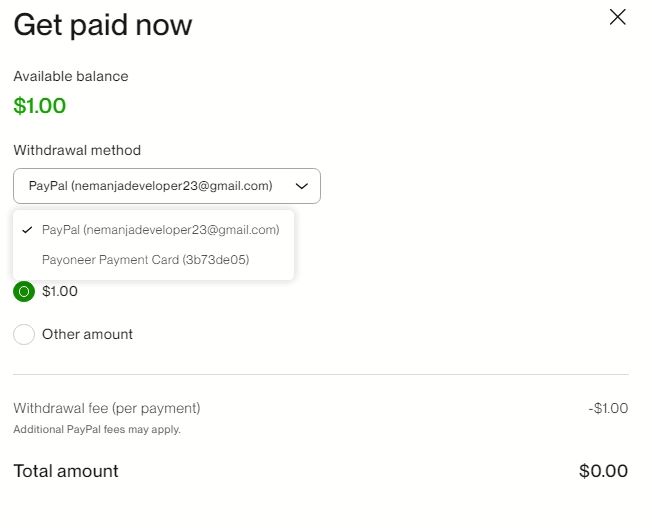 Get paid now
Available balance
$1.00
Withdrawal method
PayPal (nemanjadeveloper23@gmail.com)
PayPal (nemanjadeveloper23@gmail.com)
Payoneer Payment Card (3b73de05)
$1.00
Other amount
Withdrawal fee (per payment) -$1.00
Additional PayPal fees may apply.
Total amount $0.00